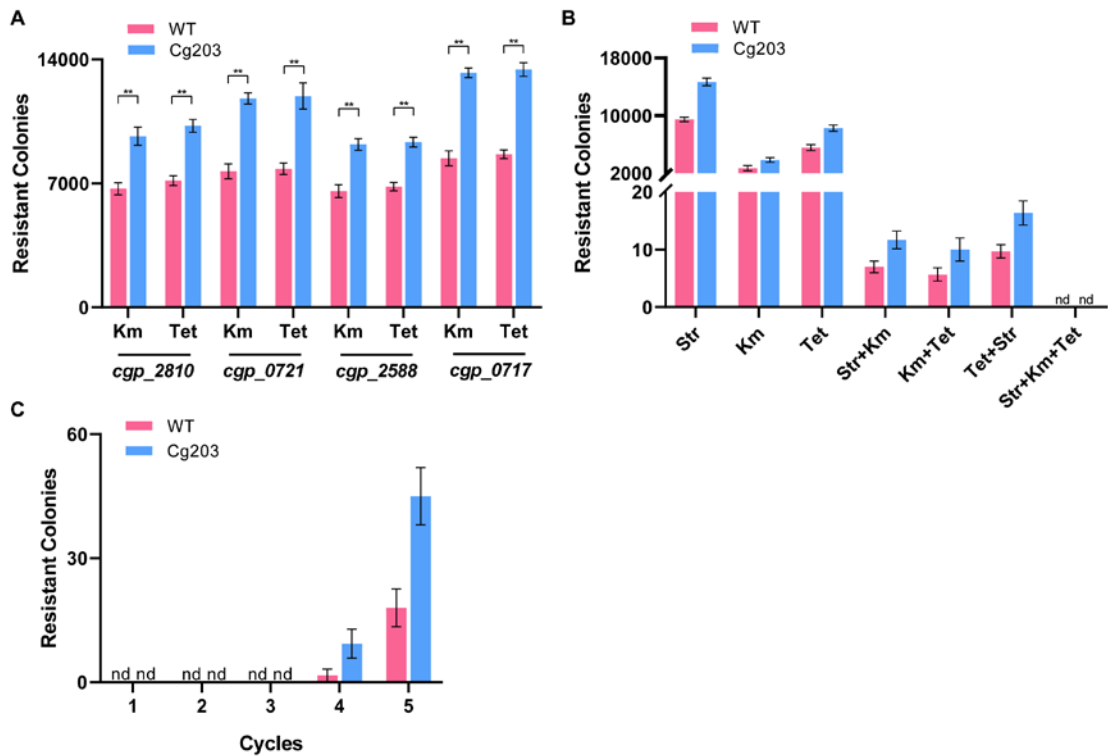 A
WT
Cg203
Resistant Colonies
14000
7000
0
** ** ** ** ** ** ** **
Km Tet Km Tet Km Tet Km Tet
cgp_2810 cgp_0721 cgp_2588 cgp_0717
B
WT
Cg203
Resistant Colonies
18000
10000
2000
20
10
0
nd nd
Str Km Tet Str+Km Km+Tet Tet+Str Str+Km+Tet
C
WT
Cg203
Resistant Colonies
60
30
0
nd nd nd nd nd nd
1 2 3 4 5
Cycles